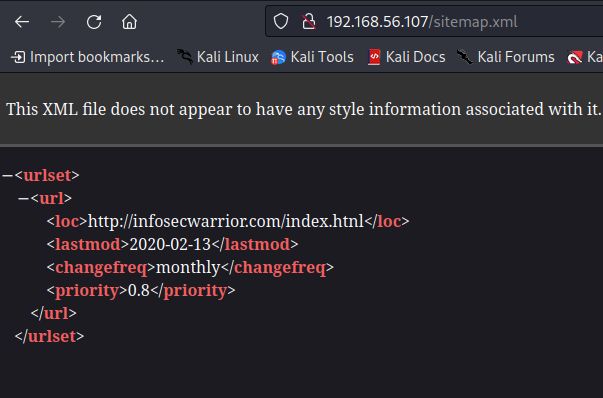 192.168.56.107/sitemap.xml
Import bookmarks... Kali Linux Kali Tools Kali Docs Kali Forums Ka
This XML file does not appear to have any style information associated with it.
−<urlset>
−<url>
<loc>http://infosecwarrior.com/index.htnl</loc>
<lastmod>2020-02-13</lastmod>
<changefreq>monthly</changefreq>
<priority>0.8</priority>
</url>
</urlset>